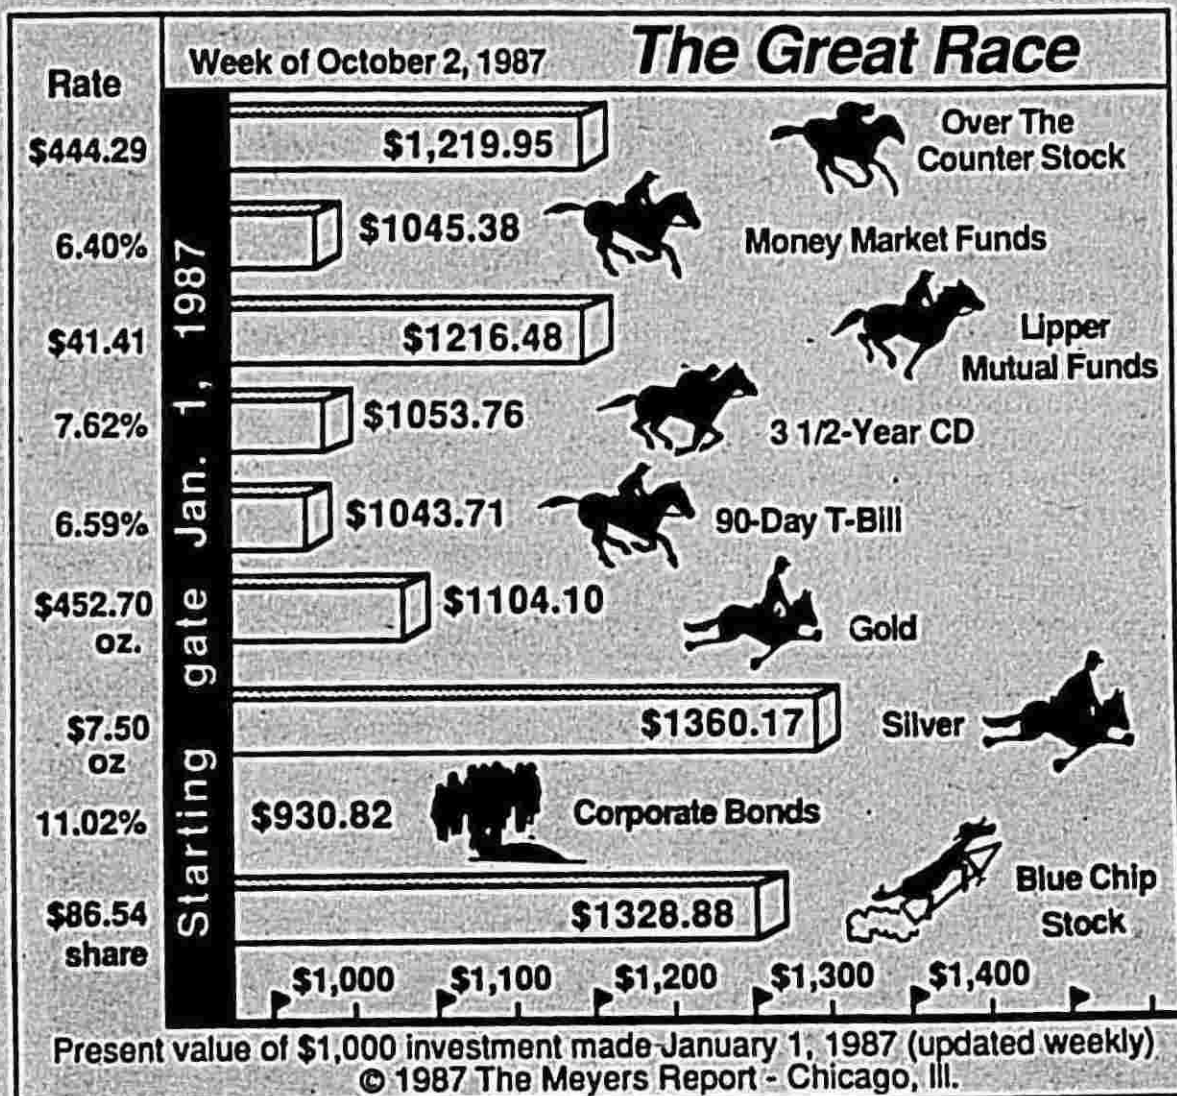 Rate
Week of October 2, 1987
The Great Race
Starting gate Jan. 1, 1987
$444.29
$1,219.95
Over The
Counter Stock
6.40%
$1045.38
Money Market Funds
$41.41
$1216.48
Lipper
Mutual Funds
7.62%
$1053.76
3 1/2-Year CD
6.59%
$1043.71
90-Day T-Bill
$452.70
oz.
$1104.10
Gold
$7.50
oz
$1360.17
Silver
11.02%
$930.82
Corporate Bonds
$86.54
share
$1328.88
Blue Chip
Stock
$1,000 $1,100 $1,200 $1,300 $1,400
Present value of $1,000 investment made January 1, 1987 (updated weekly)
© 1987 The Meyers Report - Chicago, Ill.